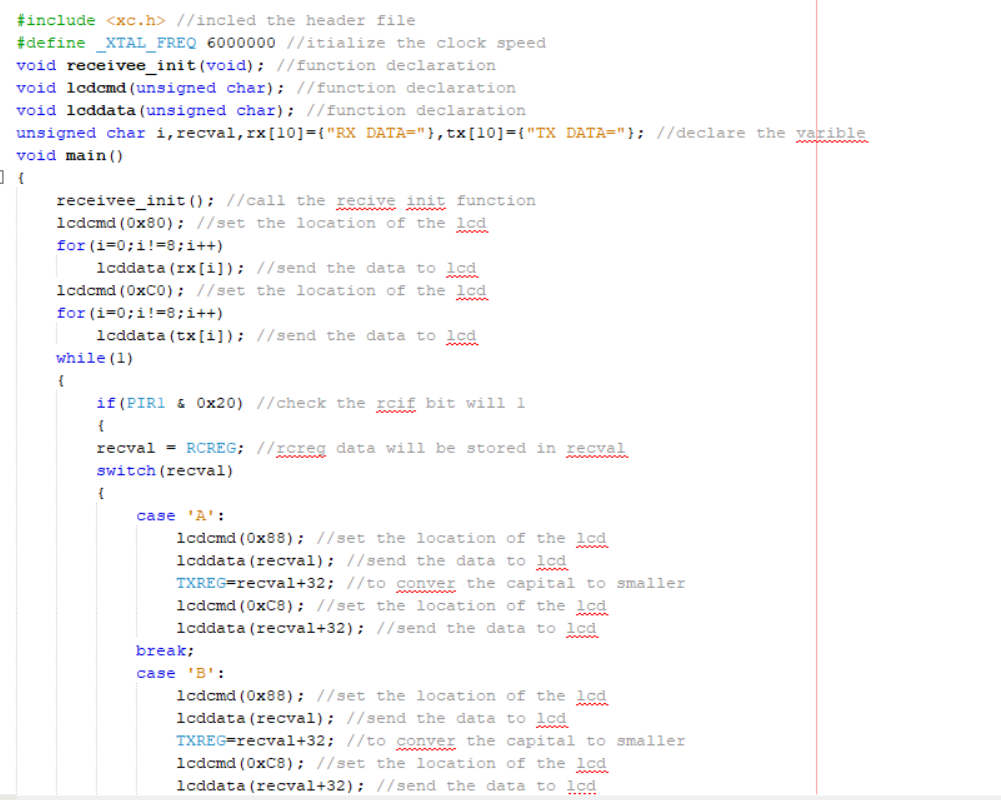 #include <xc.h> //incled the header file
#define _XTAL_FREQ 6000000 //itialize the clock speed
void receivee_init(void); //function declaration
void lcdcmd(unsigned char); //function declaration
void lcddata(unsigned char); //function declaration
unsigned char i,recval,rx[10]={"RX DATA="},tx[10]={"TX DATA="}; //declare the varible
void main()
{
    receivee_init(); //call the recive init function
    lcdcmd(0x80); //set the location of the lcd
    for(i=0;i!=8;i++)
        lcddata(rx[i]); //send the data to lcd
    lcdcmd(0xC0); //set the location of the lcd
    for(i=0;i!=8;i++)
        lcddata(tx[i]); //send the data to lcd
    while(1)
    {
        if(PIR1 & 0x20) //check the rcif bit will 1
        {
        recval = RCREG; //rcreg data will be stored in recval
        switch(recval)
        {
            case 'A':
                lcdcmd(0x88); //set the location of the lcd
                lcddata(recval); //send the data to lcd
                TXREG=recval+32; //to conver the capital to smaller
                lcdcmd(0xC8); //set the location of the lcd
                lcddata(recval+32); //send the data to lcd
            break;
            case 'B':
                lcdcmd(0x88); //set the location of the lcd
                lcddata(recval); //send the data to lcd
                TXREG=recval+32; //to conver the capital to smaller
                lcdcmd(0xC8); //set the location of the lcd
                lcddata(recval+32); //send the data to lcd